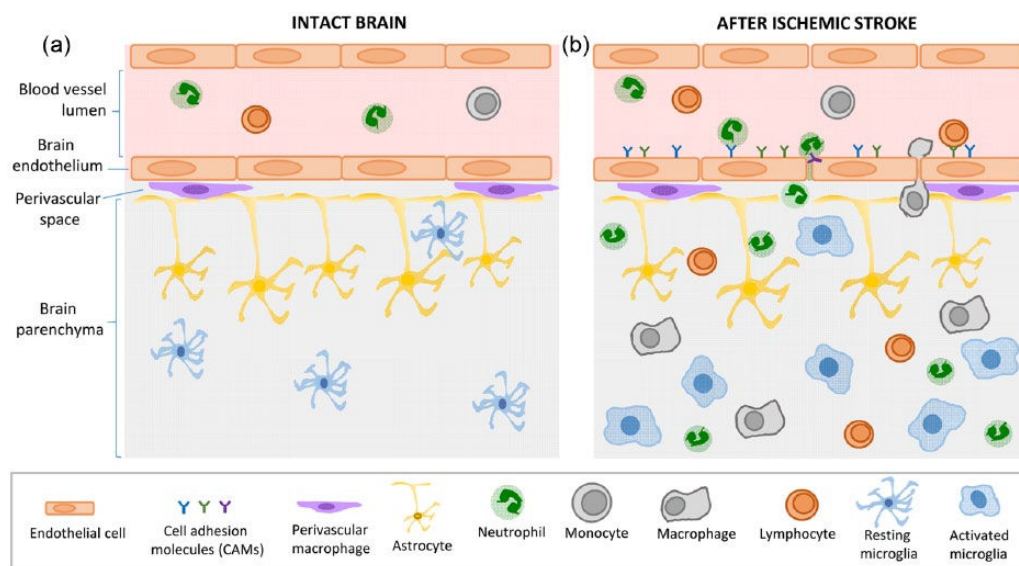 INTACT BRAIN
AFTER ISCHEMIC STROKE
(a)
(b)
Blood vessel
lumen
Brain
endothelium
Perivascular
space
Brain
parenchyma
Endothelial cell
Cell adhesion
molecules (CAMs)
Perivascular
macrophage
Astrocyte
Neutrophil
Monocyte
Macrophage
Lymphocyte
Resting
microglia
Activated
microglia